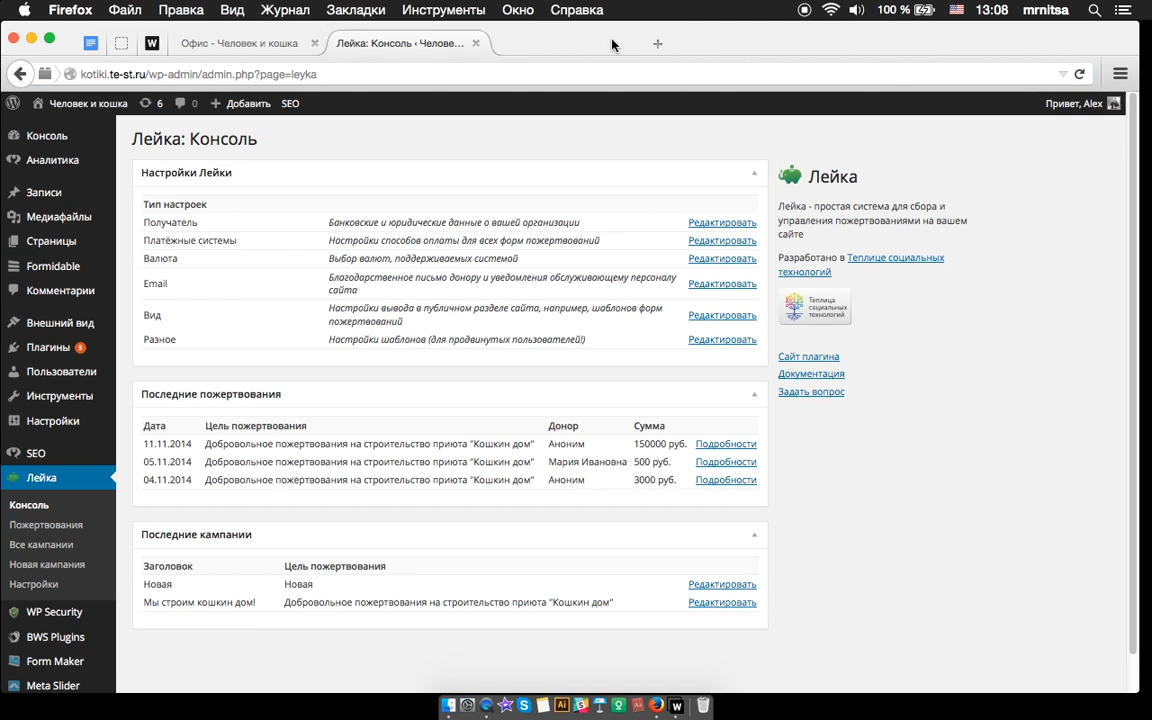 Firefox Файл Правка Вид Журнал Закладки Инструменты Окно Справка 100 % 13:08 mrnitsa
W Офис - Человек и кошка Лейка: Консоль ‹ Челове...
kotiki.te-st.ru/wp-admin/admin.php?page=leyka
Человек и кошка 6 0 Добавить SEO Привет, Alex
Консоль
Аналитика
Записи
Медиафайлы
Страницы
Formidable
Комментарии
Внешний вид
Плагины 5
Пользователи
Инструменты
Настройки
SEO
Лейка
Консоль
Пожертвования
Все кампании
Новая кампания
Настройки
WP Security
BWS Plugins
Form Maker
Meta Slider
Лейка: Консоль
Настройки Лейки
Тип настроек
Получатель Банковские и юридические данные о вашей организации Редактировать
Платёжные системы Настройки способов оплаты для всех форм пожертвований Редактировать
Валюта Выбор валют, поддерживаемых системой Редактировать
Email Благодарственное письмо донору и уведомления обслуживающему персоналу
сайта Редактировать
Вид Настройки вывода в публичном разделе сайта, например, шаблонов форм
пожертвований Редактировать
Разное Настройки шаблонов (для продвинутых пользователей!) Редактировать
Последние пожертвования
Дата Цель пожертвования Донор Сумма
11.11.2014 Добровольное пожертвования на строительство приюта "Кошкин дом" Аноним 150000 руб. Подробности
05.11.2014 Добровольное пожертвования на строительство приюта "Кошкин дом" Мария Ивановна 500 руб. Подробности
04.11.2014 Добровольное пожертвования на строительство приюта "Кошкин дом" Аноним 3000 руб. Подробности
Последние кампании
Заголовок Цель пожертвования
Новая Новая Редактировать
Мы строим кошкин дом! Добровольное пожертвования на строительство приюта "Кошкин дом" Редактировать
Лейка
Лейка - простая система для сбора и
управления пожертвованиями на вашем
сайте
Разработано в Теплице социальных
технологий
Теплица
социальных
технологий
Сайт плагина
Документация
Задать вопрос